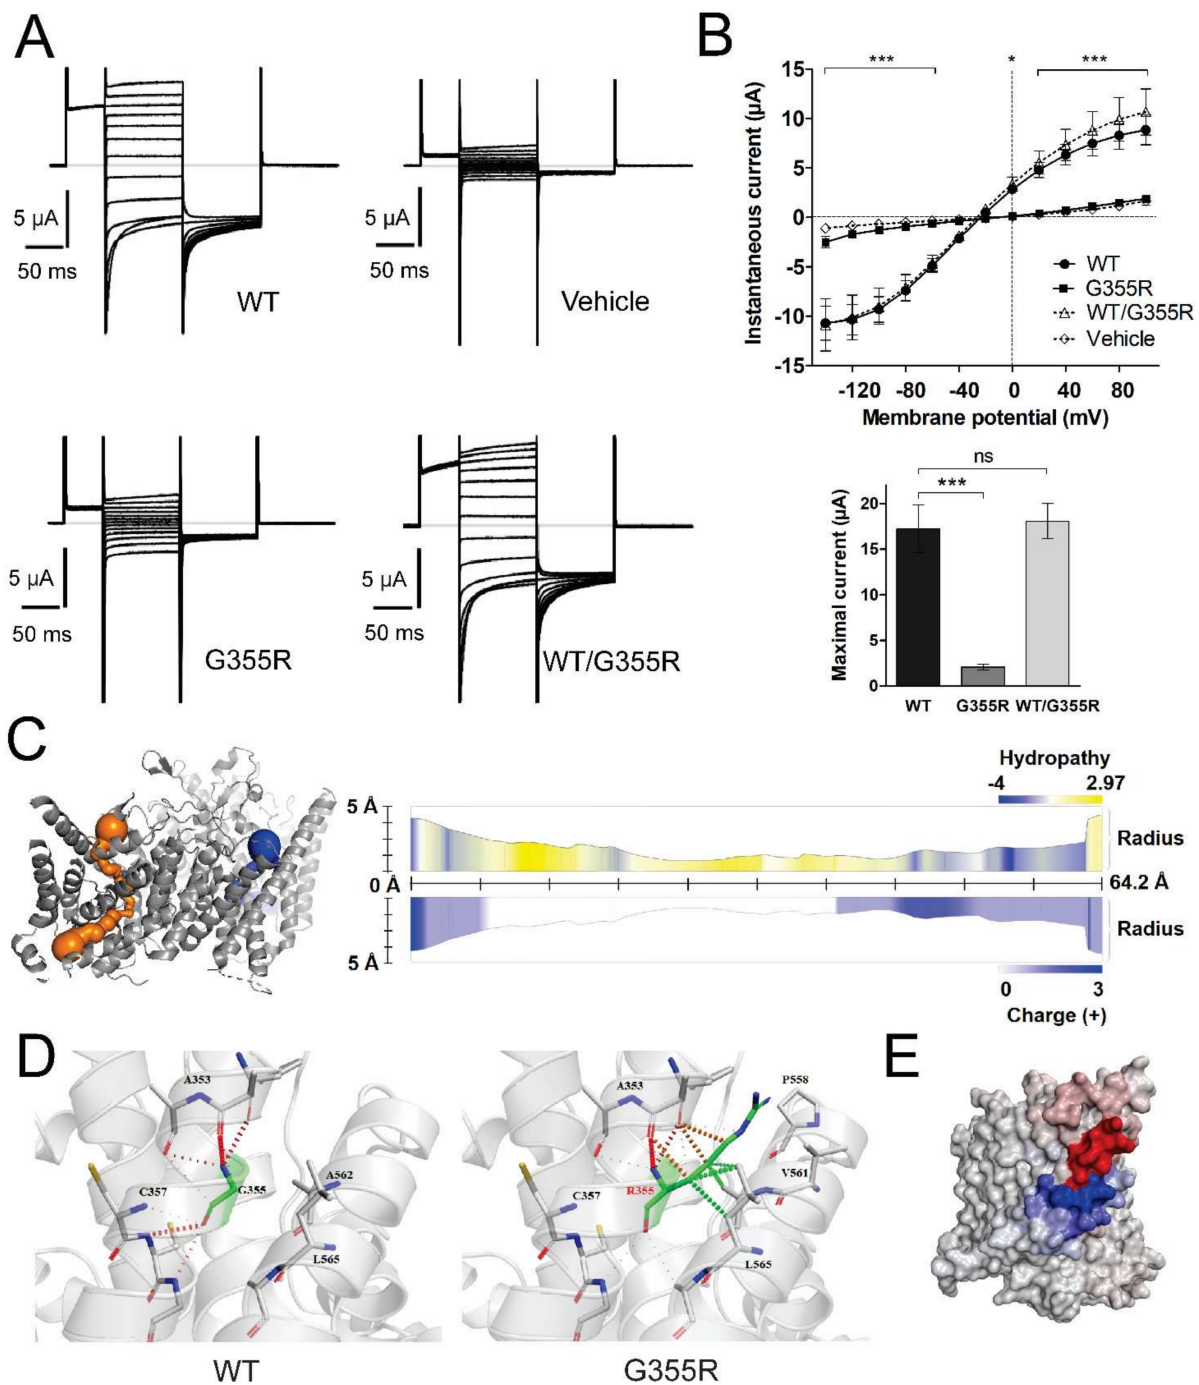 A
5 µA
50 ms
WT
5 µA
50 ms
Vehicle
5 µA
50 ms
G355R
5 µA
50 ms
WT/G355R
B
*** * ***
Instantaneous current (µA)
15
10
5
0
-5
-10
-15
WT
G355R
WT/G355R
Vehicle
-120 -80 -40 0 40 80
Membrane potential (mV)
ns
***
Maximal current (µA)
20
15
10
5
0
WT G355R WT/G355R
C
Hydropathy
-4 2.97
5 Å
Radius
0 Å 64.2 Å
Radius
5 Å
0 3
Charge (+)
D
A353
C357
G355
A562
L565
WT
A353
P558
C357
R355
V561
L565
G355R
E